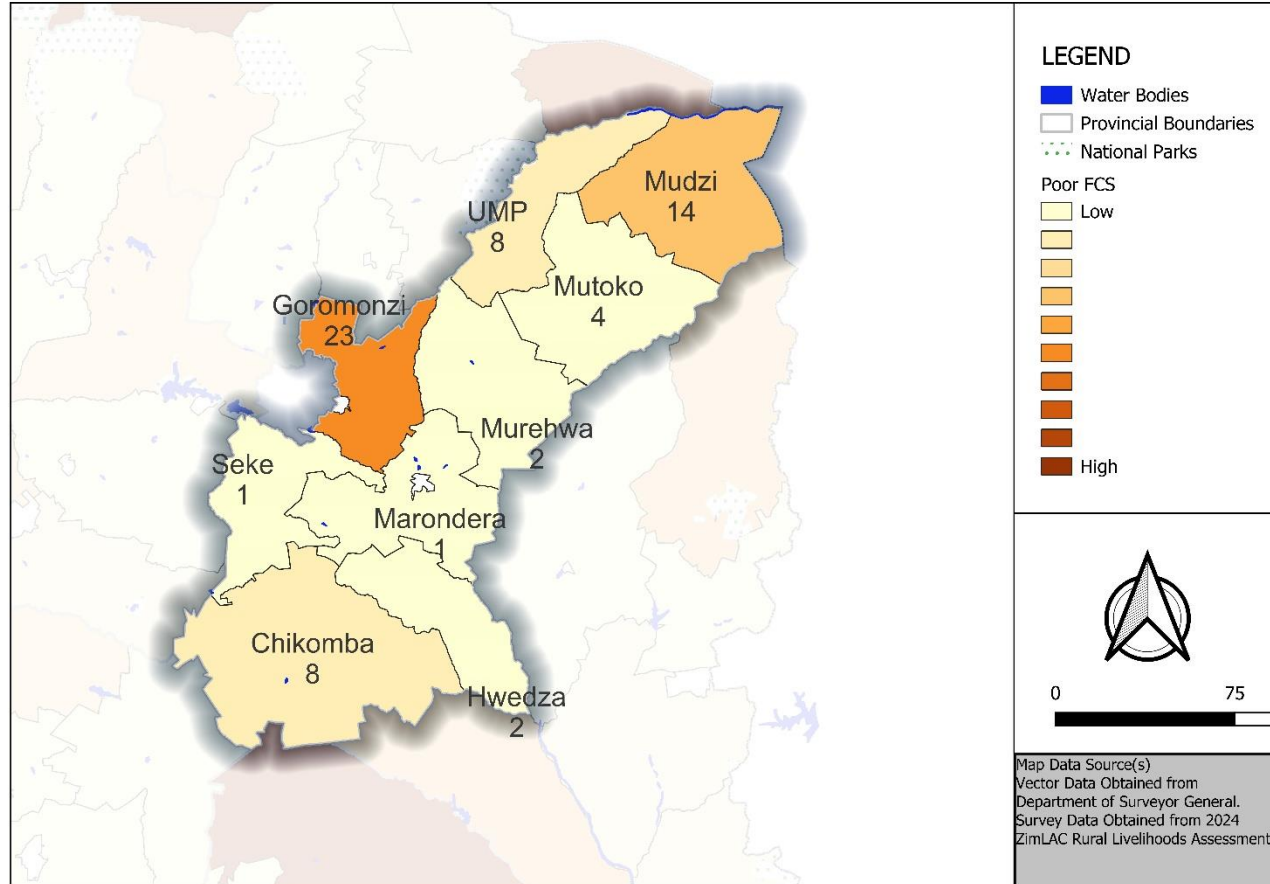 LEGEND
Water Bodies
Provincial Boundaries
National Parks
Poor FCS
Low
High
Mudzi
14
UMP
8
Mutoko
4
Goromonzi
23
Murehwa
2
Seke
1
Marondera
1
Chikomba
8
Hwedza
2
0 75
Map Data Source(s)
Vector Data Obtained from
Department of Surveyor General.
Survey Data Obtained from 2024
ZimLAC Rural Livelihoods Assessment